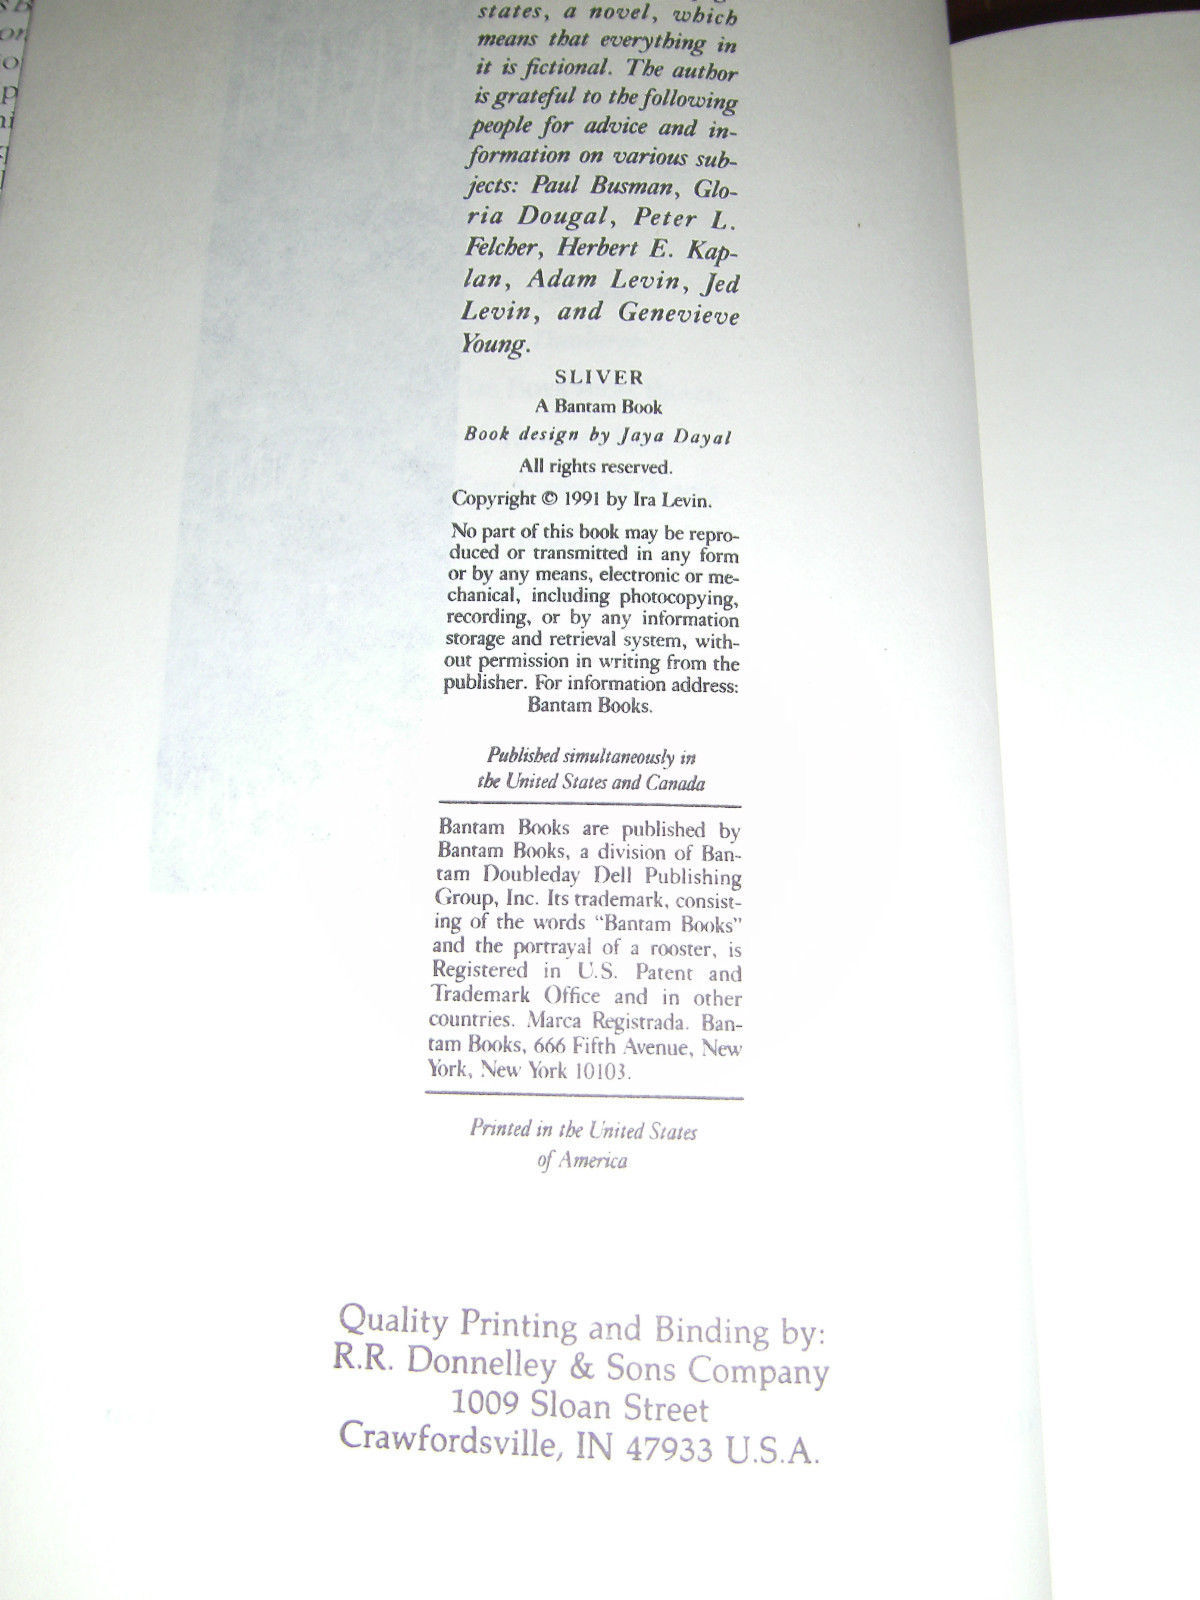 states, a novel, which
means that everything in
it is fictional. The author
is grateful to the following
people for advice and in-
formation on various sub-
jects: Paul Busman, Glo-
ria Dougal, Peter L.
Felcher, Herbert E. Kap-
lan, Adam Levin, Jed
Levin, and Genevieve
Young.
SLIVER
A Bantam Book
Book design by Jaya Dayal
All rights reserved.
Copyright © 1991 by Ira Levin.
No part of this book may be repro-
duced or transmitted in any form
or by any means, electronic or me-
chanical, including photocopying,
recording, or by any information
storage and retrieval system, with-
out permission in writing from the
publisher. For information address:
Bantam Books.
Published simultaneously in
the United States and Canada
Bantam Books are published by
Bantam Books, a division of Ban-
tam Doubleday Dell Publishing
Group, Inc. Its trademark, consist-
ing of the words "Bantam Books"
and the portrayal of a rooster, is
Registered in U.S. Patent and
Trademark Office and in other
countries. Marca Registrada. Ban-
tam Books, 666 Fifth Avenue, New
York, New York 10103.
Printed in the United States
of America
Quality Printing and Binding by:
R.R. Donnelley & Sons Company
1009 Sloan Street
Crawfordsville, IN 47933 U.S.A.